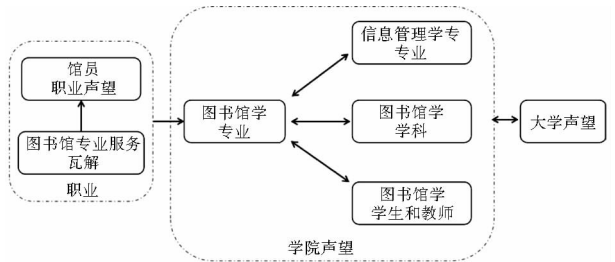 馆员
职业声望
图书馆专业服务
瓦解
职业
图书馆学
专业
信息管理学专
专业
图书馆学
学科
图书馆学
学生和教师
学院声望
大学声望